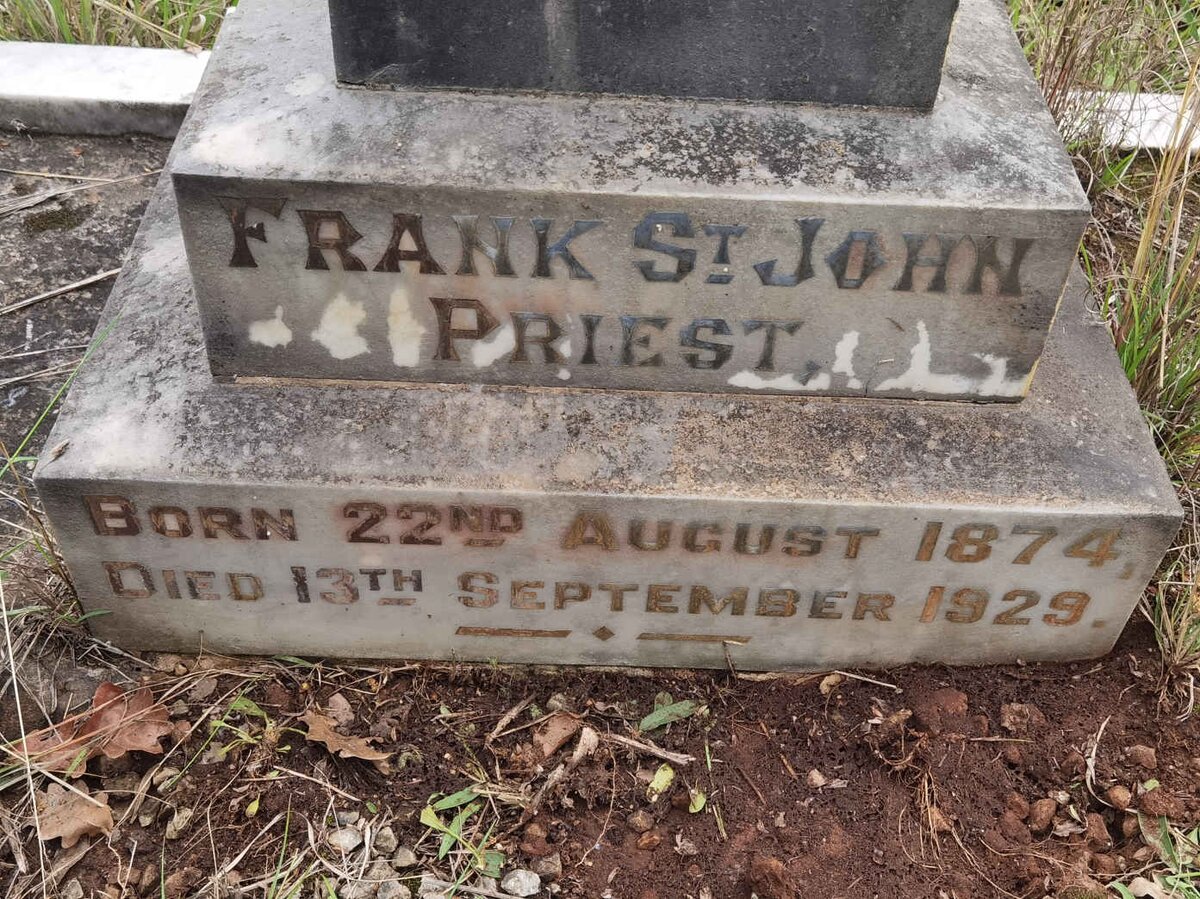 FRANK ST JOHN
PRIEST,
BORN 22ND AUGUST 1874,
DIED 13TH SEPTEMBER 1929.